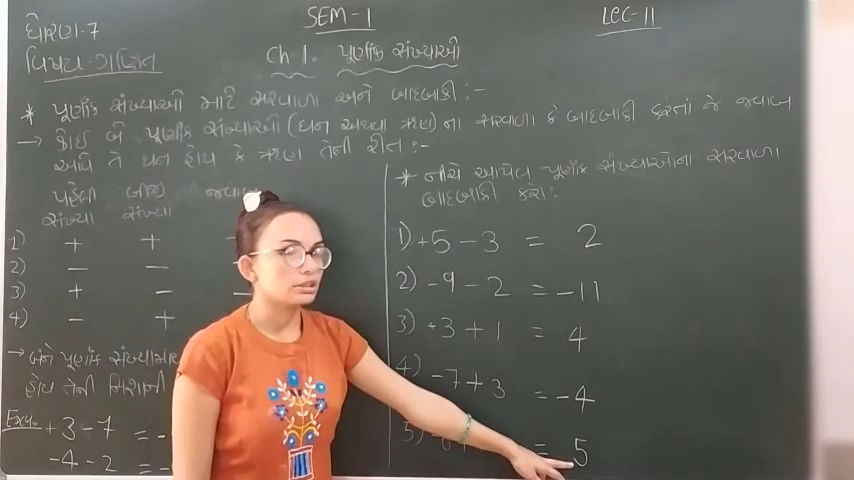 ધોરણ-7
SEM-1
LEC-11
વિષય-ગણિત
Ch-1. પૂર્ણાંક સંખ્યાઓ
* પૂર્ણાંક સંખ્યાઓ માટે સરવાળા અને બાદબાકી :-
→ કોઈ બે પૂર્ણાંક સંખ્યાઓ (ધન અથવા ઋણ) ના સરવાળા કે બાદબાકી કરતાં જે જવાબ
આવે તે ધન હોય કે ઋણ તેની રીત :-
પહેલી બીજી જવાબ
સંખ્યા સંખ્યા
1) + +
2) - -
3) + - -
4) - +
→ બંને પૂર્ણાંક
હોય તેની નિશાની
+3-7 = -
-4-2 = -
* નીચે આપેલ પૂર્ણાંક સંખ્યાઓના સરવાળા
બાદબાકી કરો:
1) +5-3 = 2
2) -9-2 = -11
3) +3+1 = 4
4) -7+3 = -4
5) = 5